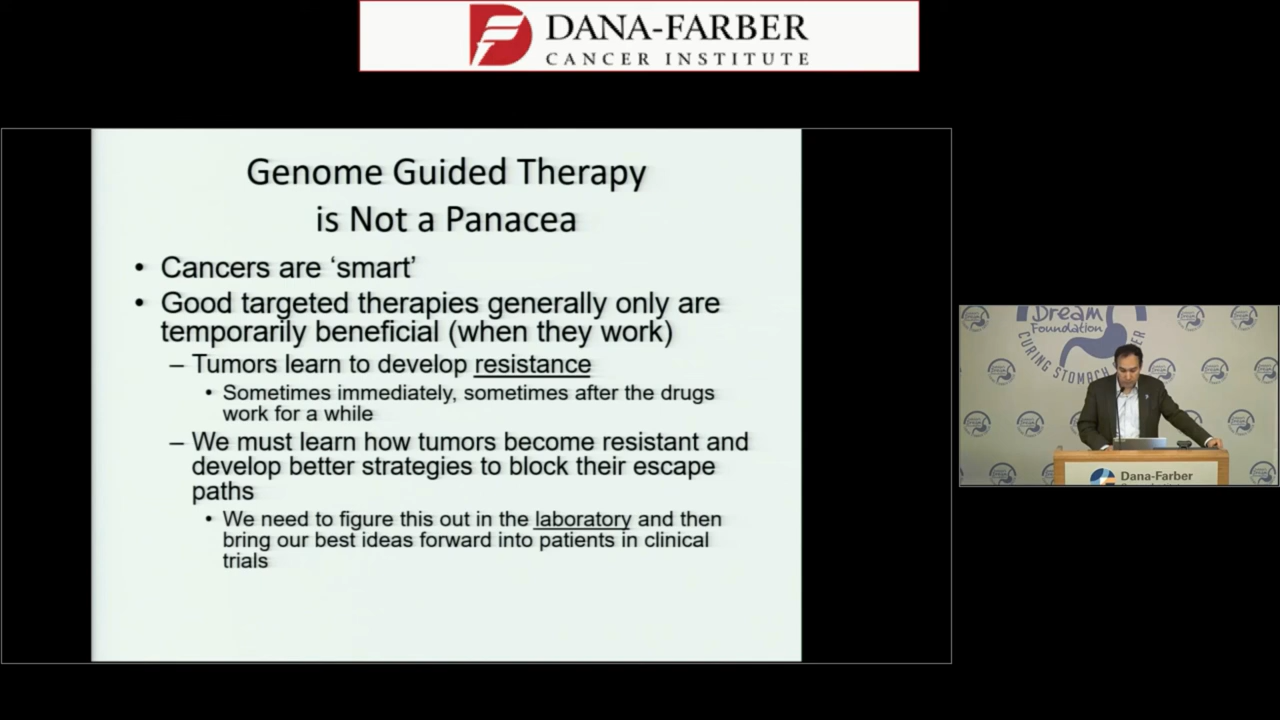 DANA-FARBER
CANCER INSTITUTE
Genome Guided Therapy
is Not a Panacea
• Cancers are ‘smart’
• Good targeted therapies generally only are
temporarily beneficial (when they work)
– Tumors learn to develop resistance
• Sometimes immediately, sometimes after the drugs
work for a while
– We must learn how tumors become resistant and
develop better strategies to block their escape
paths
• We need to figure this out in the laboratory and then
bring our best ideas forward into patients in clinical
trials
Dream
Foundation
CURING STOMACH
Dana-Farber